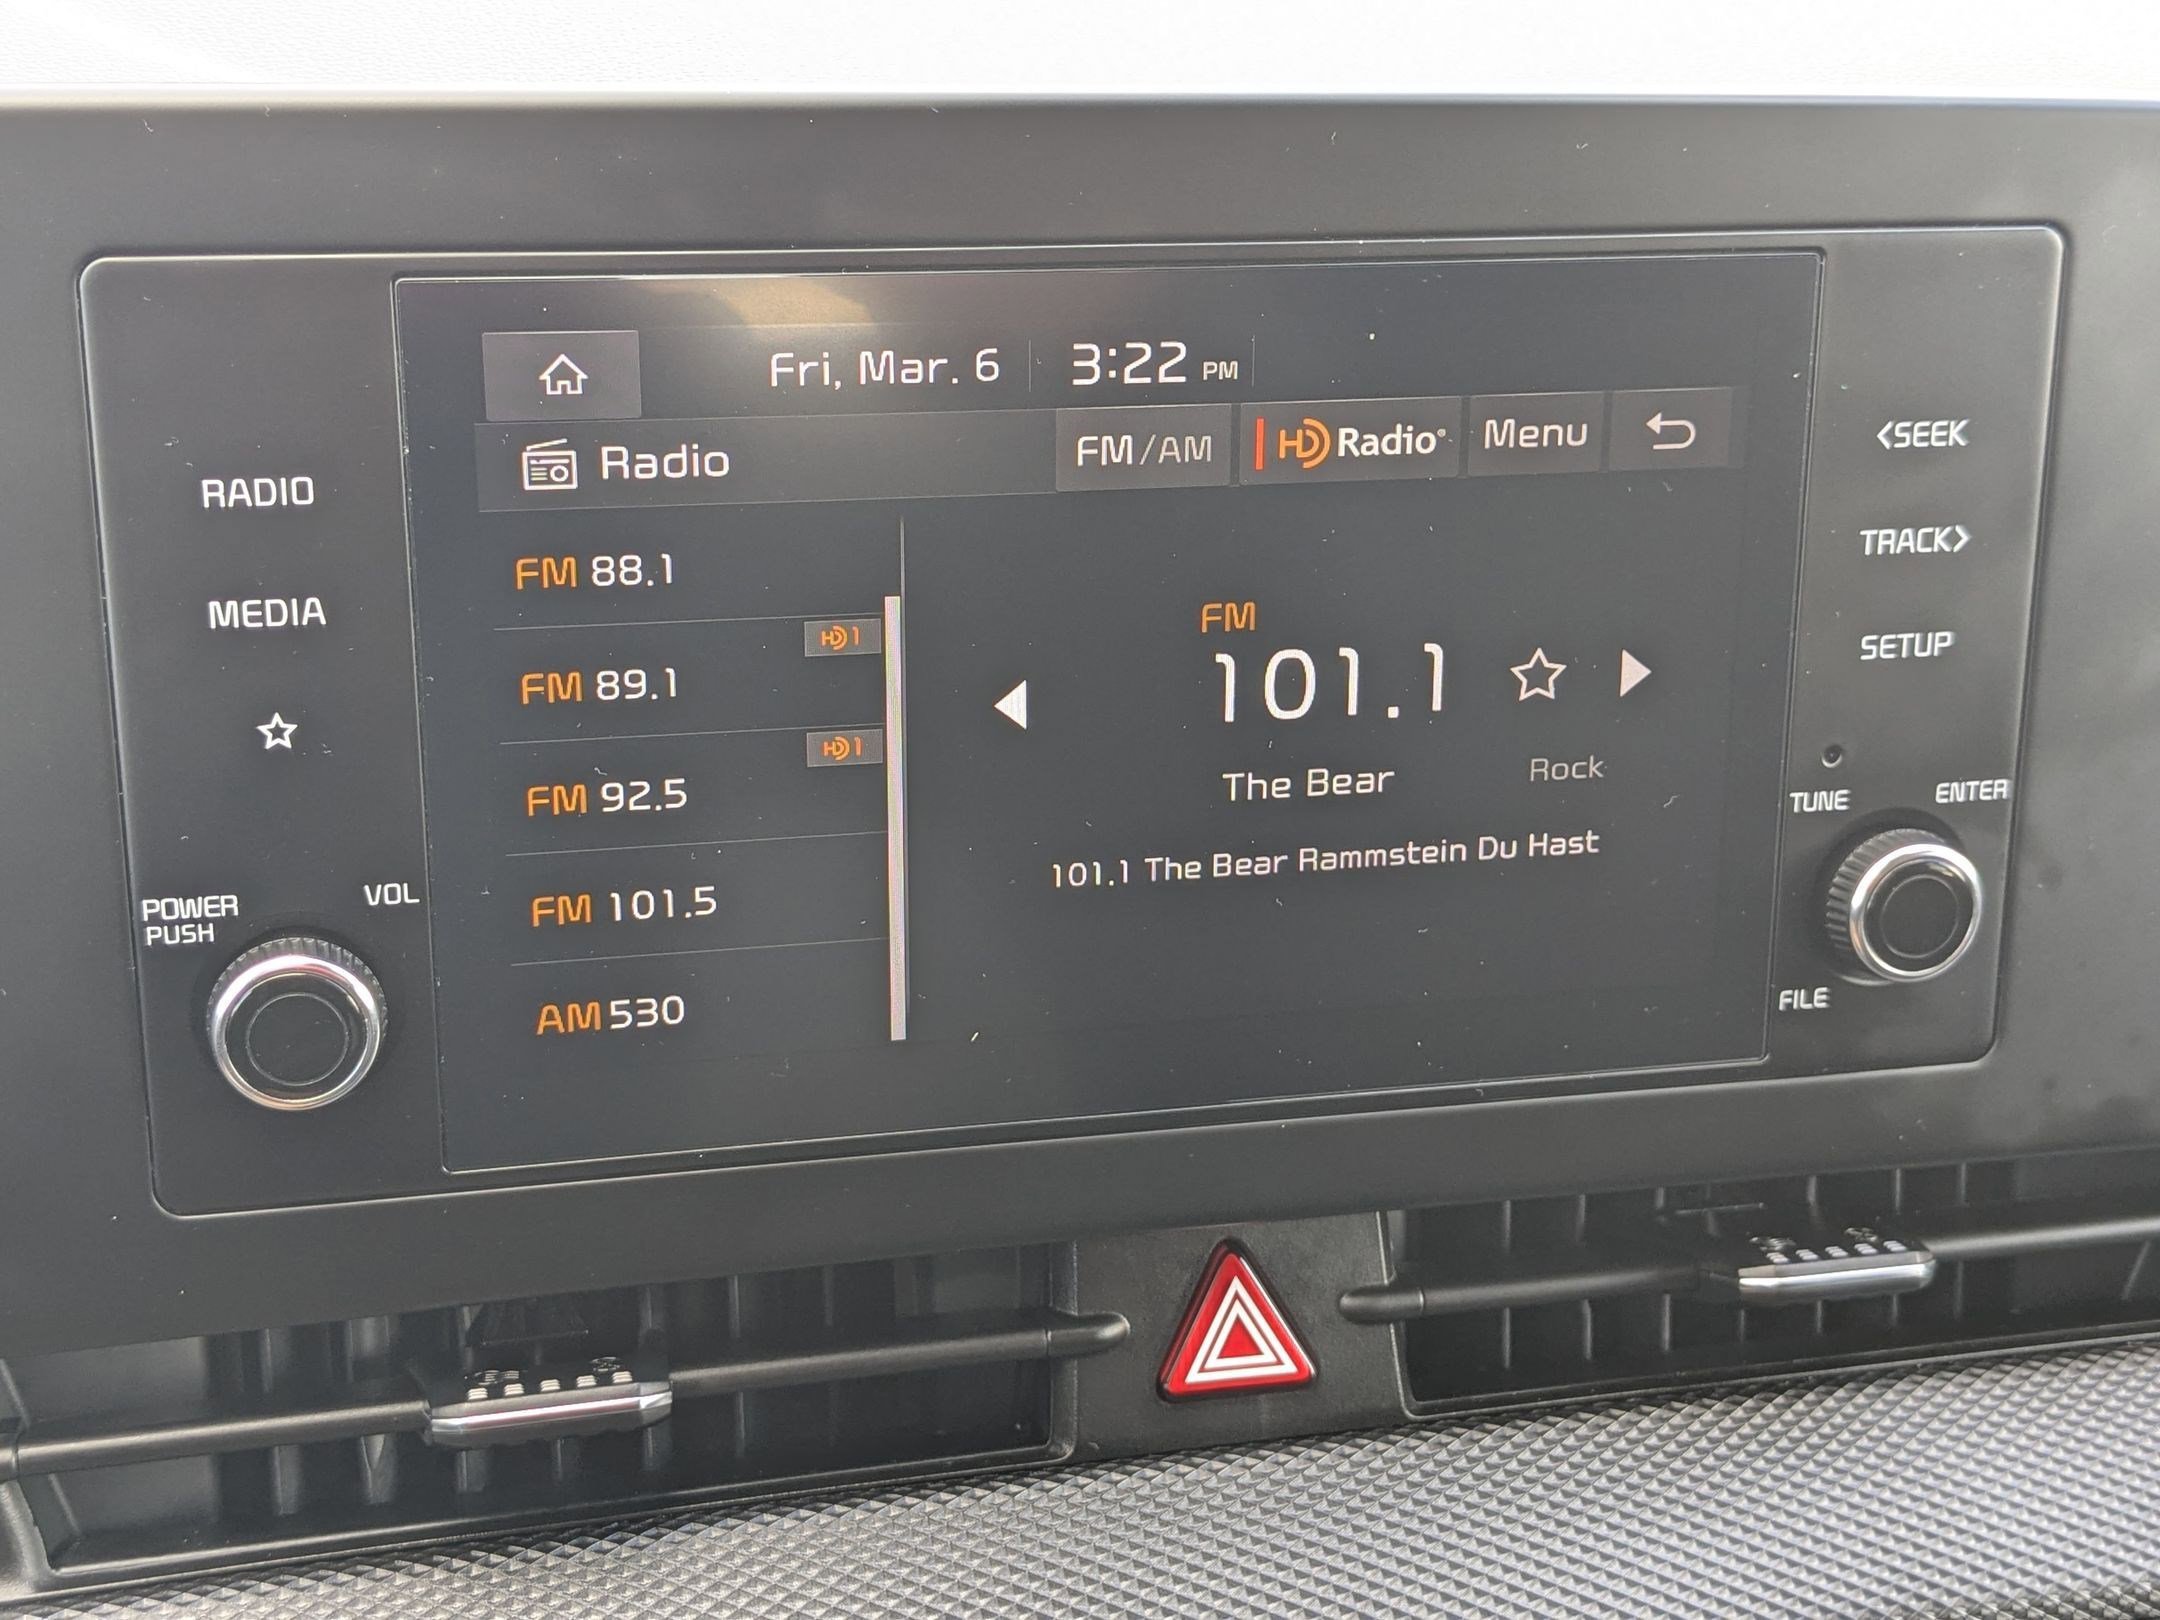 Fri, Mar. 6 3:22 PM
Radio FM/AM HD Radio® Menu
RADIO
MEDIA
POWER
PUSH
VOL
FM 88.1
HD 1
FM 89.1
HD 1
FM 92.5
FM 101.5
AM 530
FM
101.1
The Bear Rock
101.1 The Bear Rammstein Du Hast
<SEEK
TRACK>
SETUP
TUNE ENTER
FILE